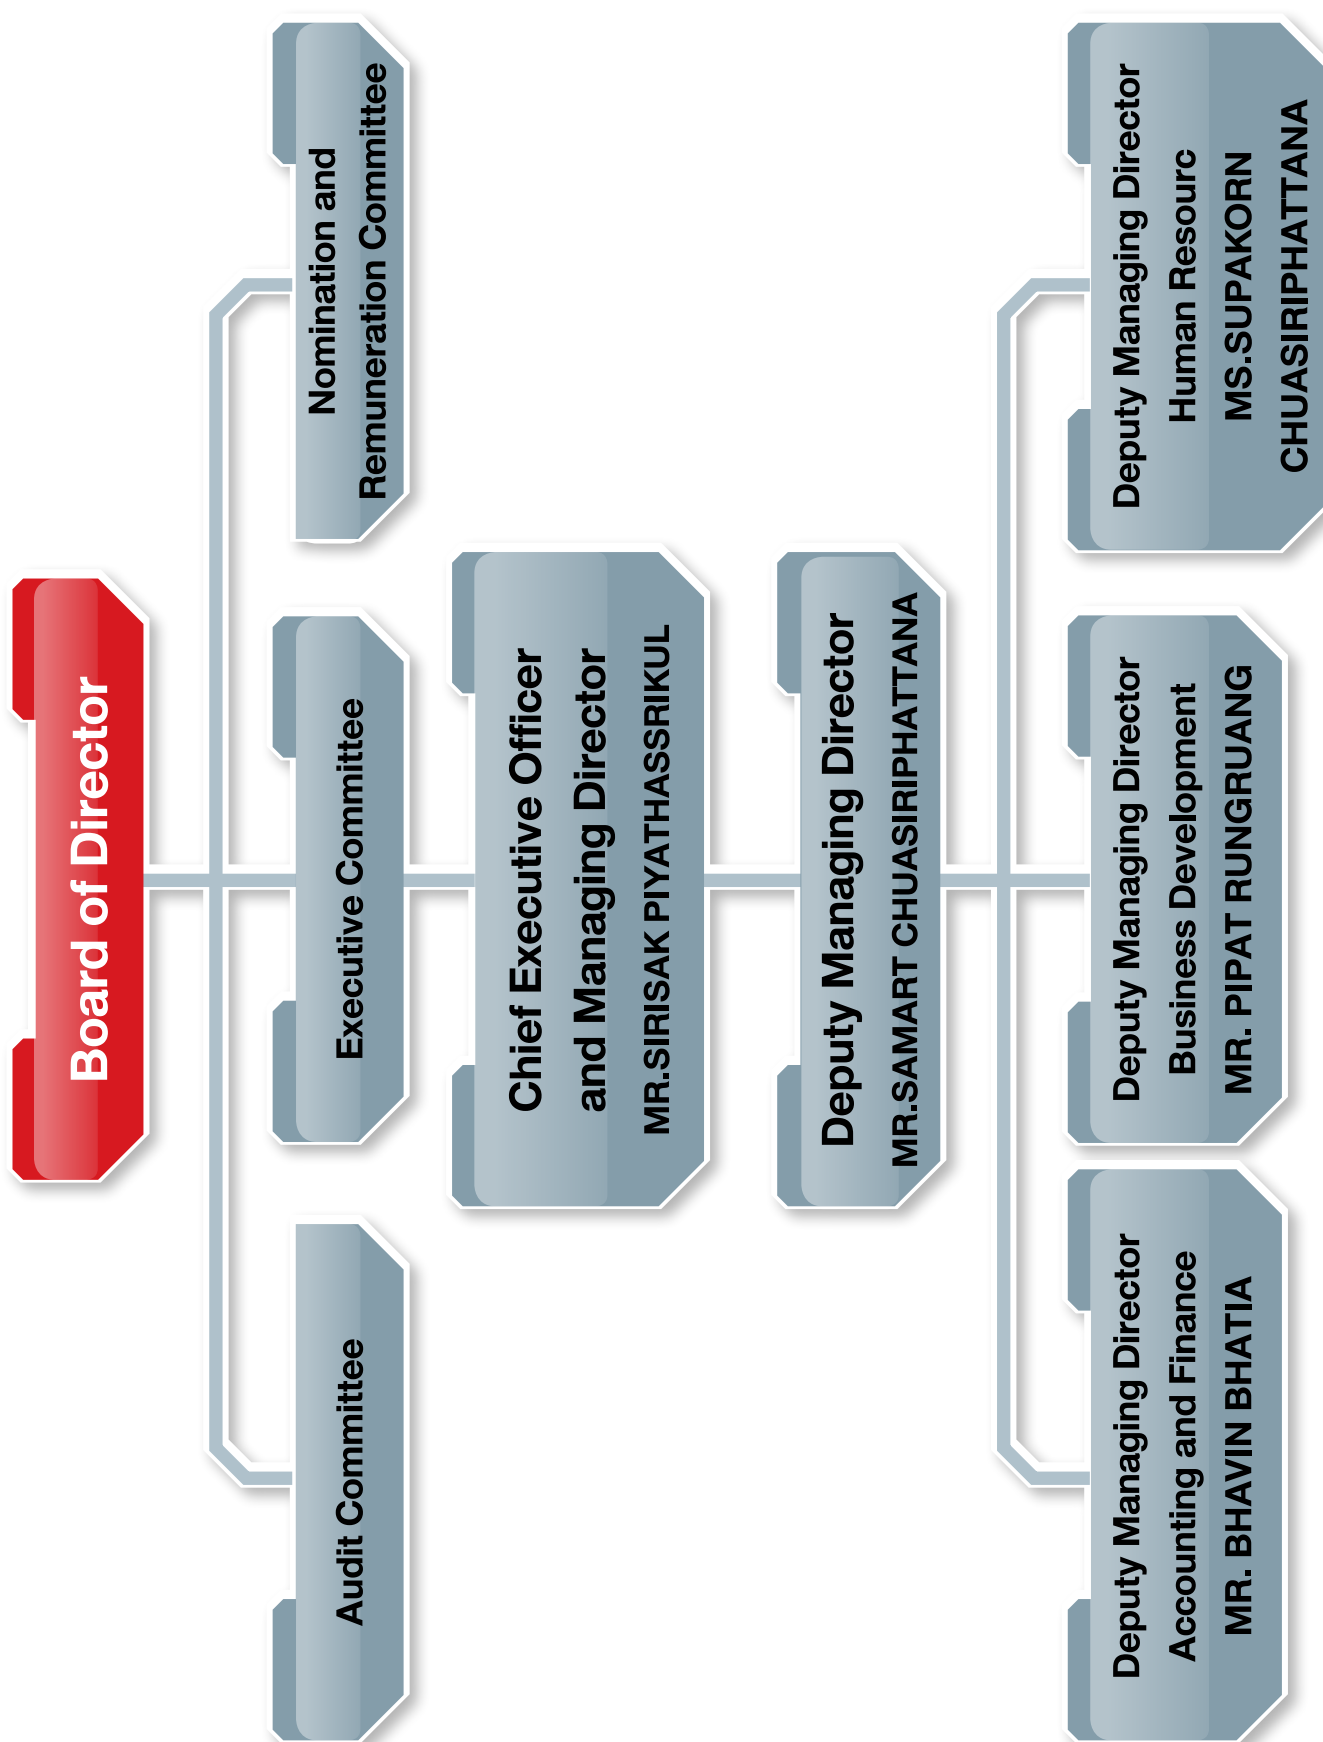 Board of Director
Audit Committee
Executive Committee
Nomination and
Remuneration Committee
Chief Executive Officer
and Managing Director
MR.SIRISAK PIYATHASSRIKUL
Deputy Managing Director
MR.SAMART CHUASIRIPHATTANA
Deputy Managing Director
Accounting and Finance
MR. BHAVIN BHATIA
Deputy Managing Director
Business Development
MR. PIPAT RUNGRUANG
Deputy Managing Director
Human Resourc
MS.SUPAKORN
CHUASIRIPHATTANA